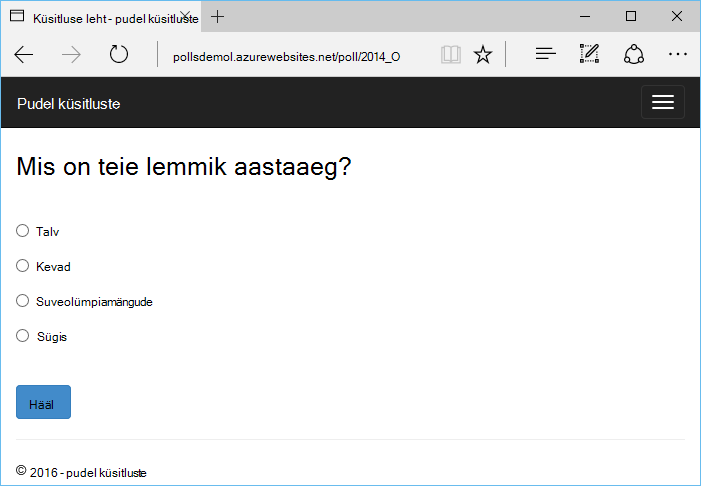 Küsitluse leht - pudel küsitluste
pollsdemol.azurewebsites.net/poll/2014_O
Pudel küsitluste
Mis on teie lemmik aastaaeg?
Talv
Kevad
Suveolümpiamängude
Sügis
Hääl
© 2016 - pudel küsitluste